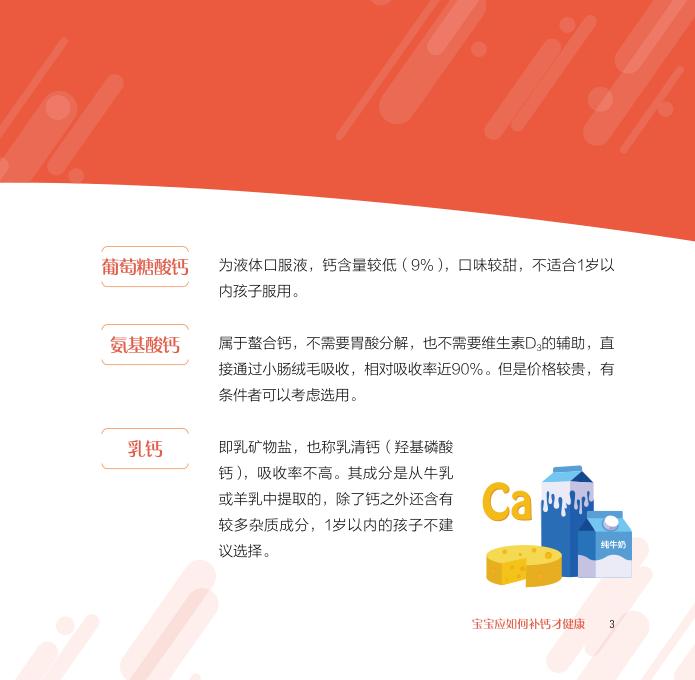 葡萄糖酸钙
为液体口服液，钙含量较低（9%），口味较甜，不适合1岁以
内孩子服用。
氨基酸钙
属于螯合钙，不需要胃酸分解，也不需要维生素D₃的辅助，直
接通过小肠绒毛吸收，相对吸收率近90%。但是价格较贵，有
条件者可以考虑选用。
乳钙
即乳矿物盐，也称乳清钙（羟基磷酸
钙），吸收率不高。其成分是从牛乳
或羊乳中提取的，除了钙之外还含有
较多杂质成分，1岁以内的孩子不建
议选择。
Ca
纯牛奶
宝宝应如何补钙才健康 3